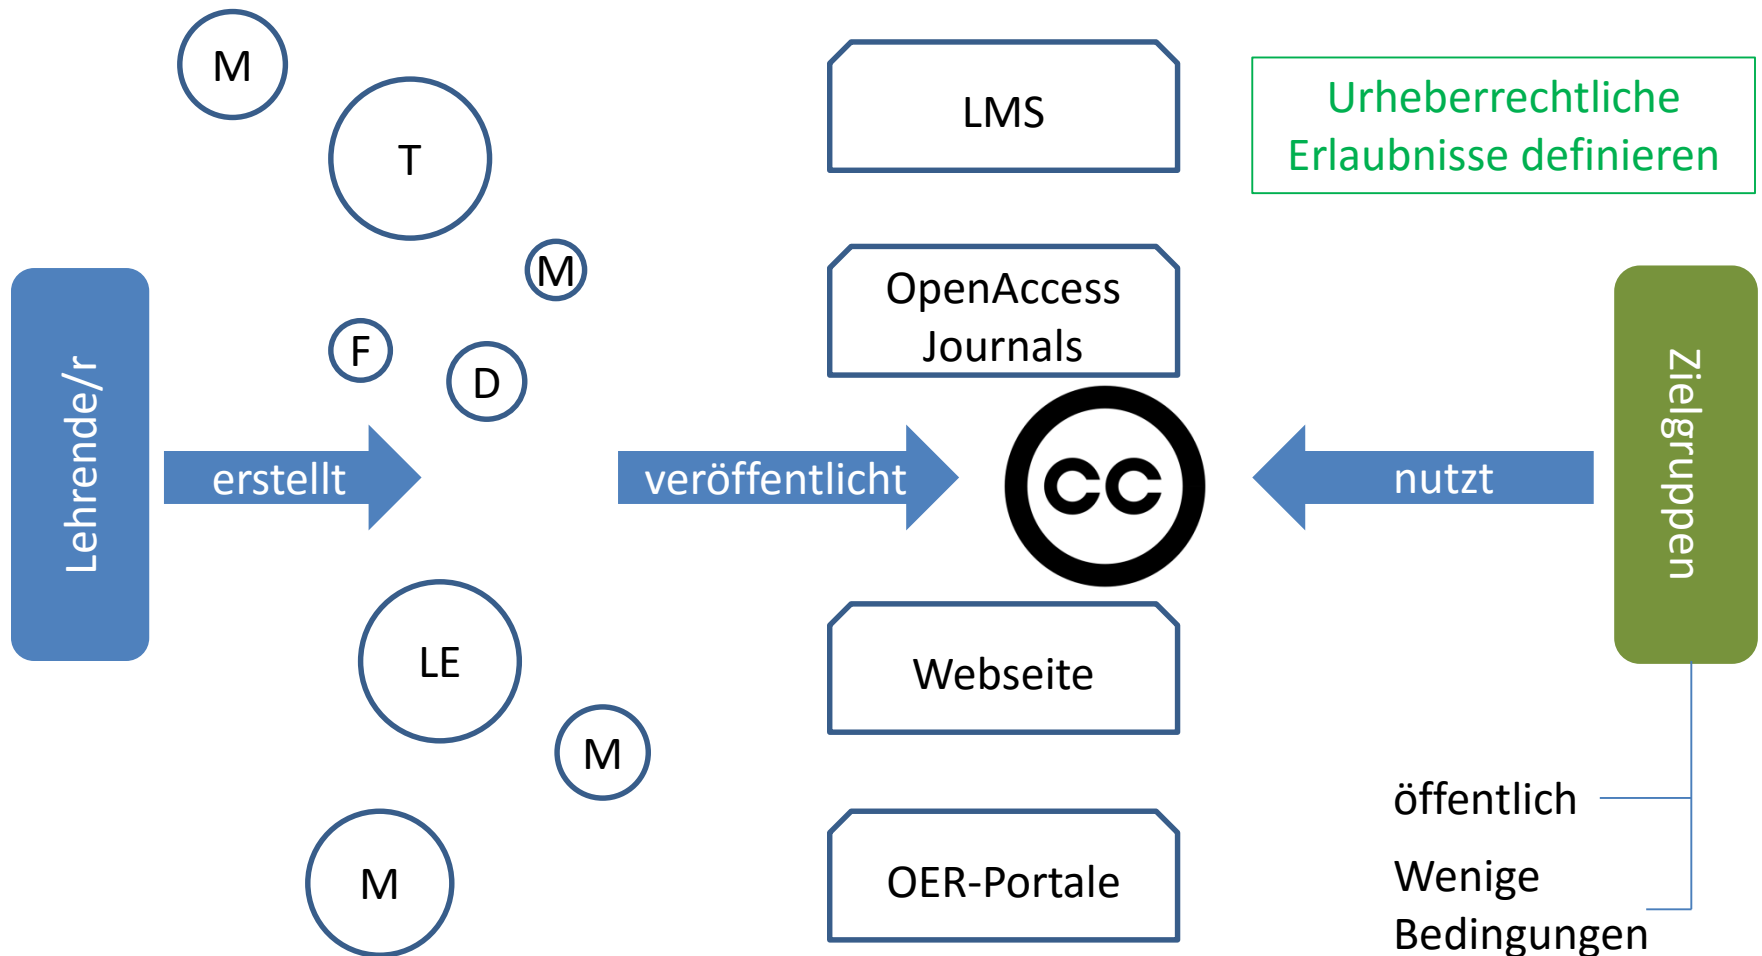 M
T
M
F
D
Lehrende/r
erstellt
LE
M
M
veröffentlicht
LMS
OpenAccess
Journals
cc
Webseite
OER-Portale
Urheberrechtliche
Erlaubnisse definieren
nutzt
Zielgruppen
öffentlich
Wenige
Bedingungen